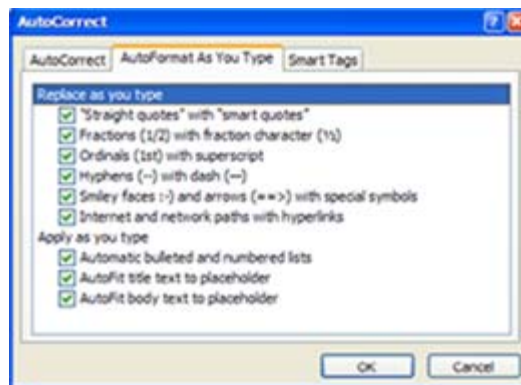 AutoCorrect
AutoCorrect AutoFormat As You Type Smart Tags
Replace as you type
"Straight quotes" with "smart quotes"
Fractions (1/2) with fraction character (½)
Ordinals (1st) with superscript
Hyphens (--) with dash (—)
Smiley faces :-) and arrows (==>) with special symbols
Internet and network paths with hyperlinks
Apply as you type
Automatic bulleted and numbered lists
AutoFit title text to placeholder
AutoFit body text to placeholder
OK Cancel